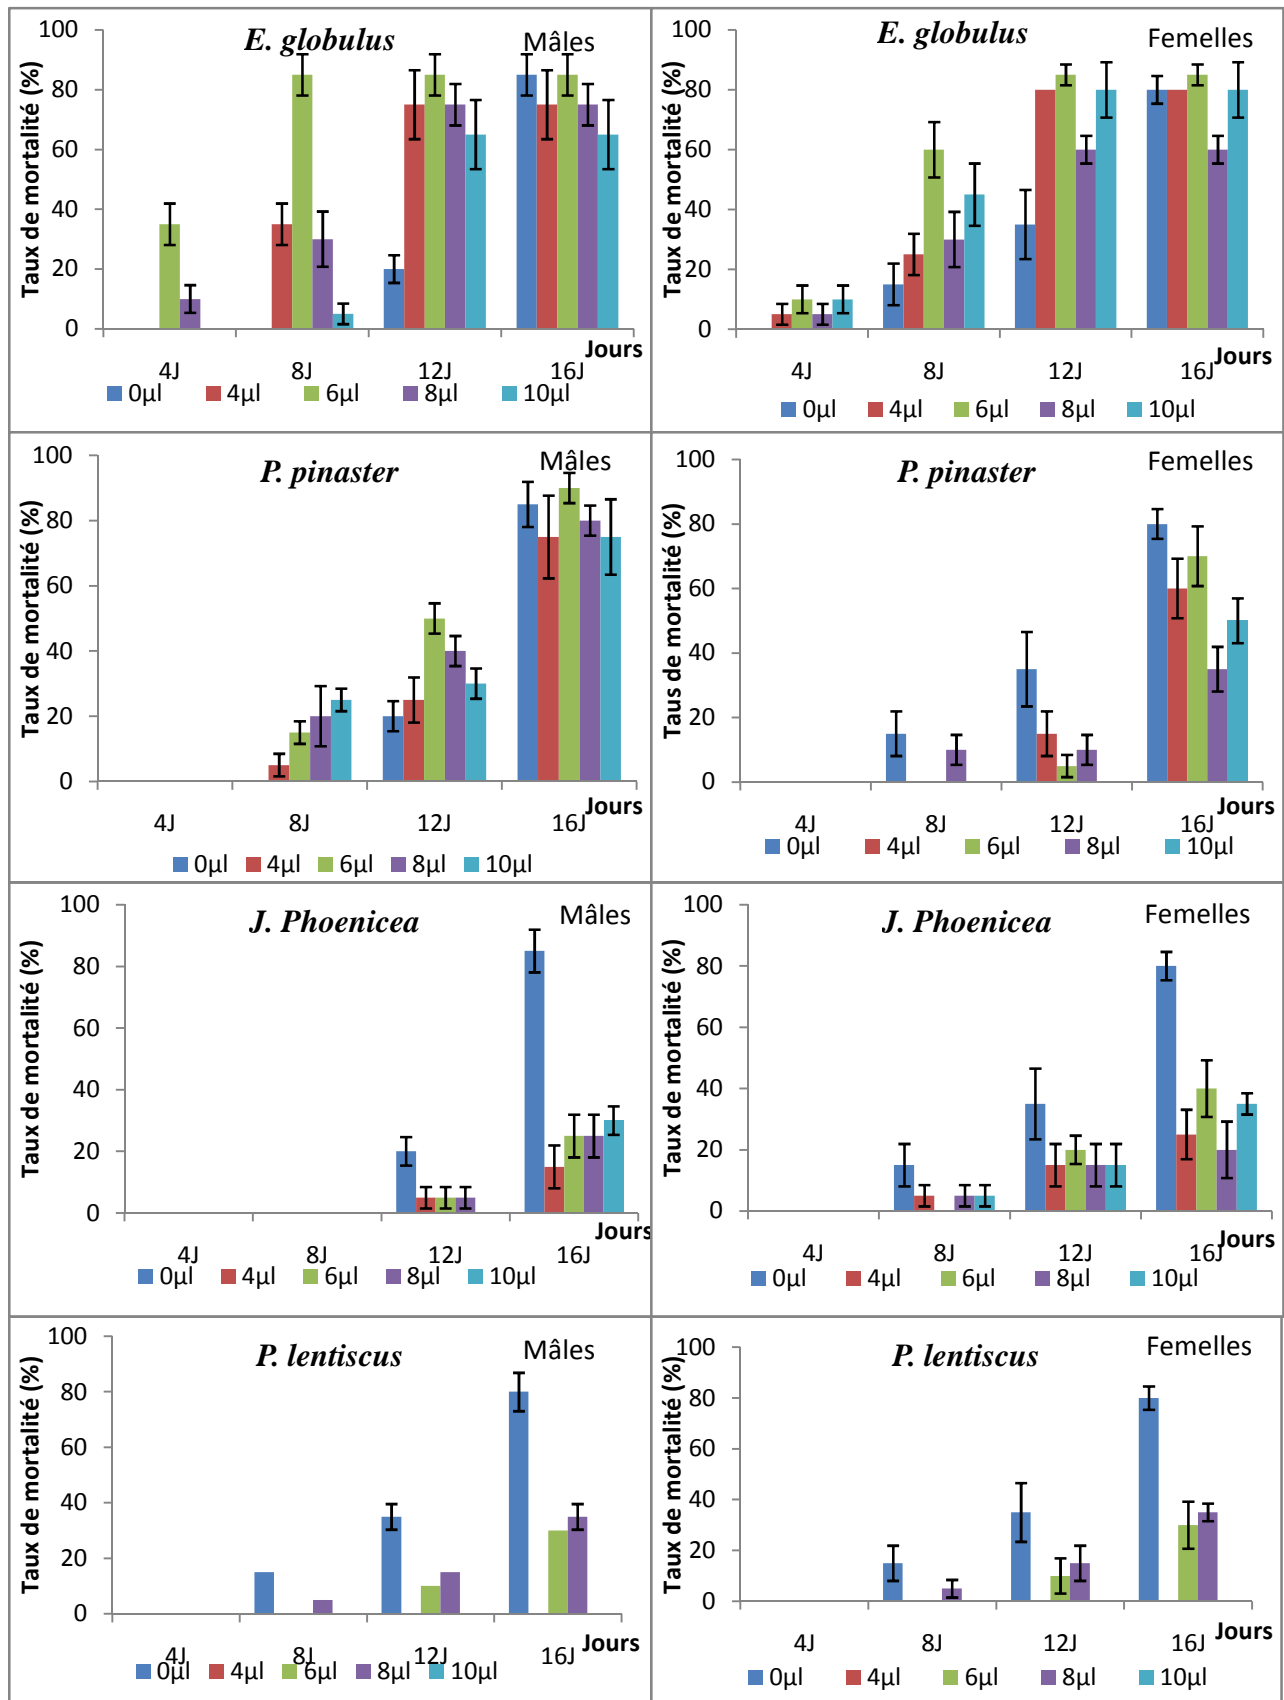 E. globulus Mâles
Taux de mortalité (%)
100
80
60
40
20
0
4J 8J 12J 16J
Jours
0µl 4µl 6µl 8µl 10µl
E. globulus Femelles
Taux de mortalité (%)
100
80
60
40
20
0
4J 8J 12J 16J
Jours
0µl 4µl 6µl 8µl 10µl
P. pinaster Mâles
Taux de mortalité (%)
100
80
60
40
20
0
4J 8J 12J 16J
Jours
0µl 4µl 6µl 8µl 10µl
P. pinaster Femelles
Taus de mortalité (%)
100
80
60
40
20
0
4J 8J 12J 16J
Jours
0µl 4µl 6µl 8µl 10µl
J. Phoenicea Mâles
Taux de mortalité (%)
100
80
60
40
20
0
4J 8J 12J 16J
Jours
0µl 4µl 6µl 8µl 10µl
J. Phoenicea Femelles
Taux de mortalité (%)
100
80
60
40
20
0
4J 8J 12J 16J
Jours
0µl 4µl 6µl 8µl 10µl
P. lentiscus Mâles
Taux de mortalité (%)
100
80
60
40
20
0
4J 8J 12J 16J
Jours
0µl 4µl 6µl 8µl 10µl
P. lentiscus Femelles
Taux de mortalité (%)
100
80
60
40
20
0
4J 8J 12J 16J
Jours
0µl 4µl 6µl 8µl 10µl